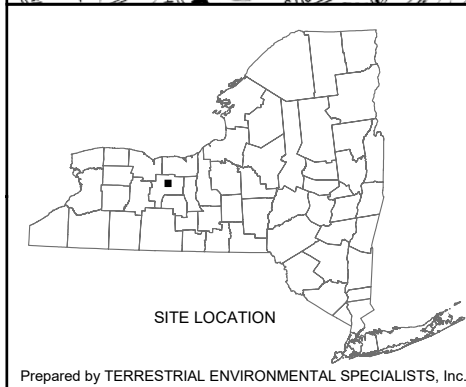 SITE LOCATION
Prepared by TERRESTRIAL ENVIRONMENTAL SPECIALISTS, Inc.